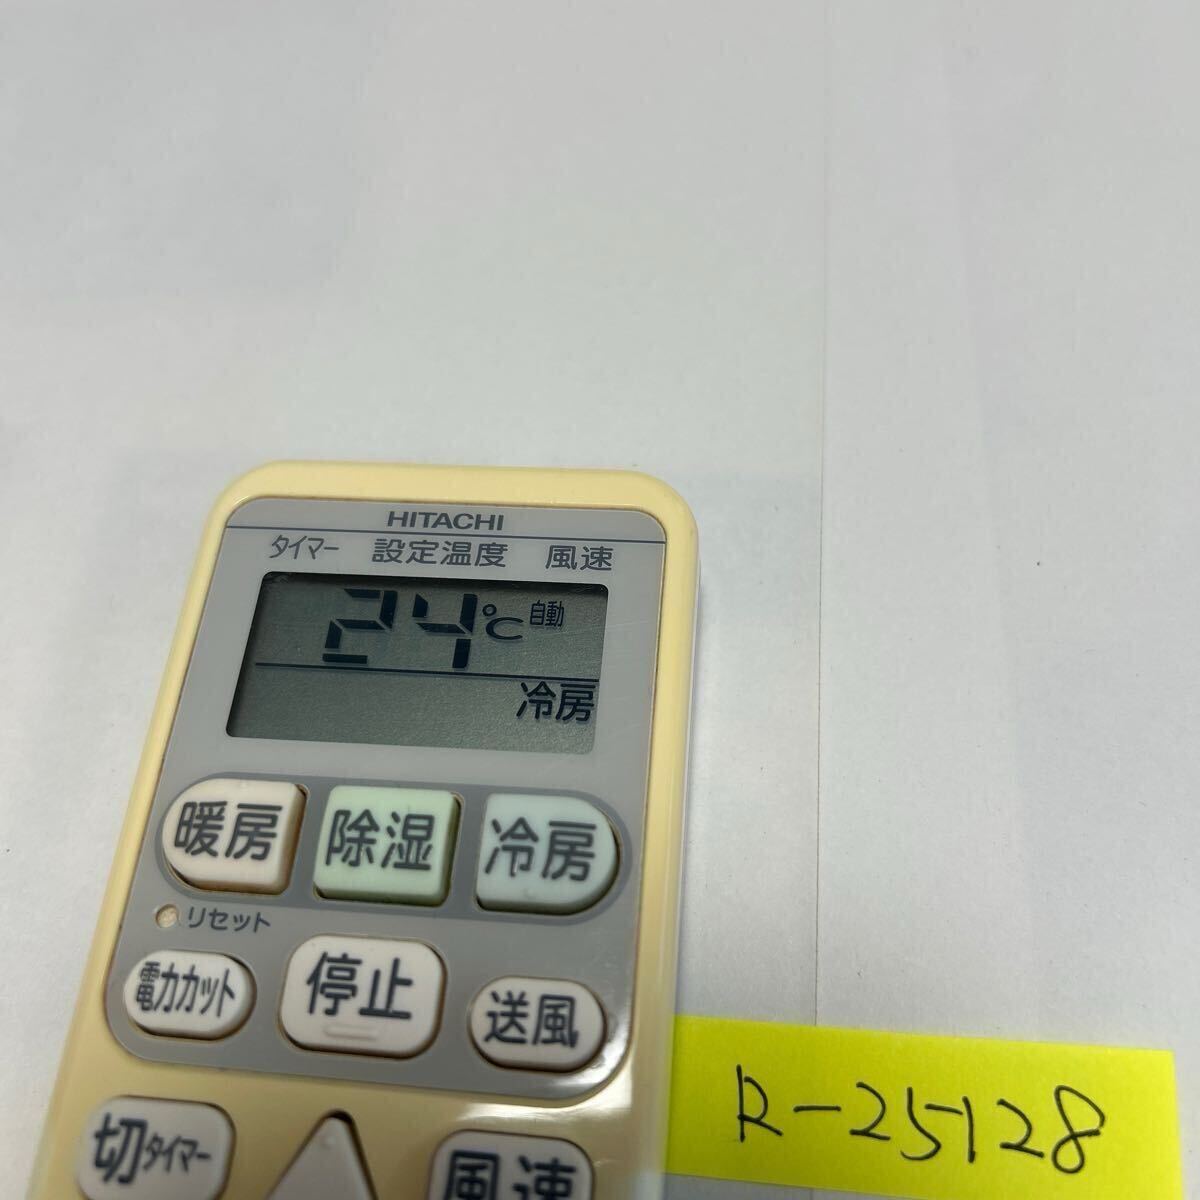 HITACHI
タイマー 設定温度 風速
24℃ 自動
冷房
暖房 除湿 冷房
リセット
電力カット 停止 送風
切タイマー 風速
R-25128